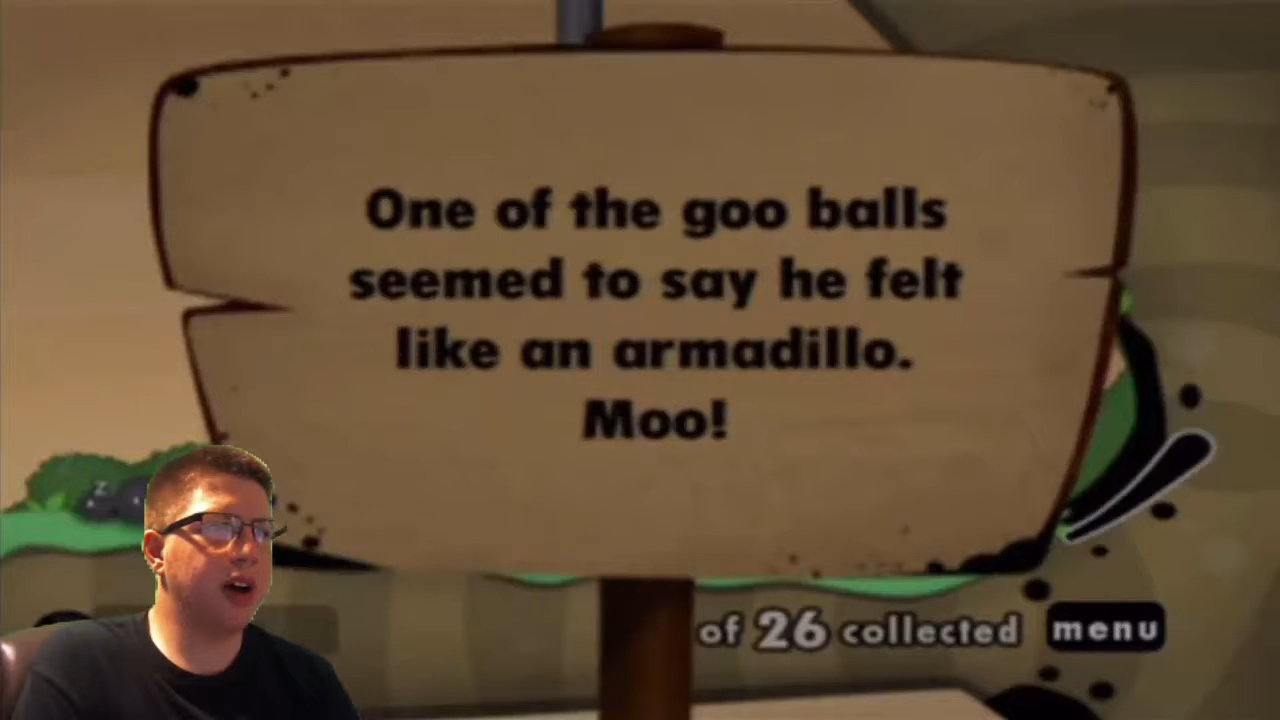 One of the goo balls
seemed to say he felt
like an armadillo.
Moo!
z
of 26 collected
menu